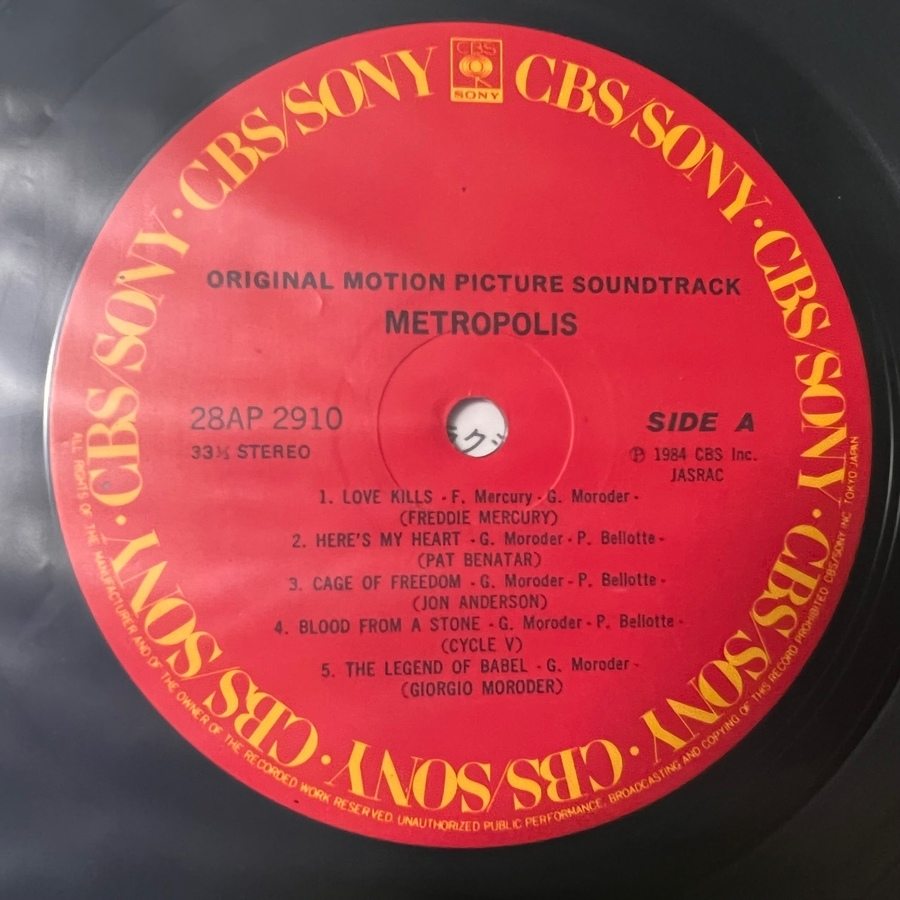 CBS
SONY
CBS/SONY · CBS/SONY · CBS/SONY · CBS/SONY · CBS/SONY · CBS/SONY · CBS/SONY · CBS/SONY
ORIGINAL MOTION PICTURE SOUNDTRACK
METROPOLIS
28AP 2910
33⅓ STEREO
SIDE A
Ⓟ 1984 CBS Inc.
JASRAC
ラク
1. LOVE KILLS - F. Mercury - G. Moroder -
(FREDDIE MERCURY)
2. HERE'S MY HEART - G. Moroder - P. Bellotte -
(PAT BENATAR)
3. CAGE OF FREEDOM - G. Moroder - P. Bellotte -
(JON ANDERSON)
4. BLOOD FROM A STONE - G. Moroder - P. Bellotte -
(CYCLE V)
5. THE LEGEND OF BABEL - G. Moroder -
(GIORGIO MORODER)
ALL RIGHTS OF THE MANUFACTURER AND OF THE OWNER OF THE RECORDED WORK RESERVED. UNAUTHORIZED PUBLIC PERFORMANCE, BROADCASTING AND COPYING OF THIS RECORD PROHIBITED CBS/SONY INC. TOKYO JAPAN